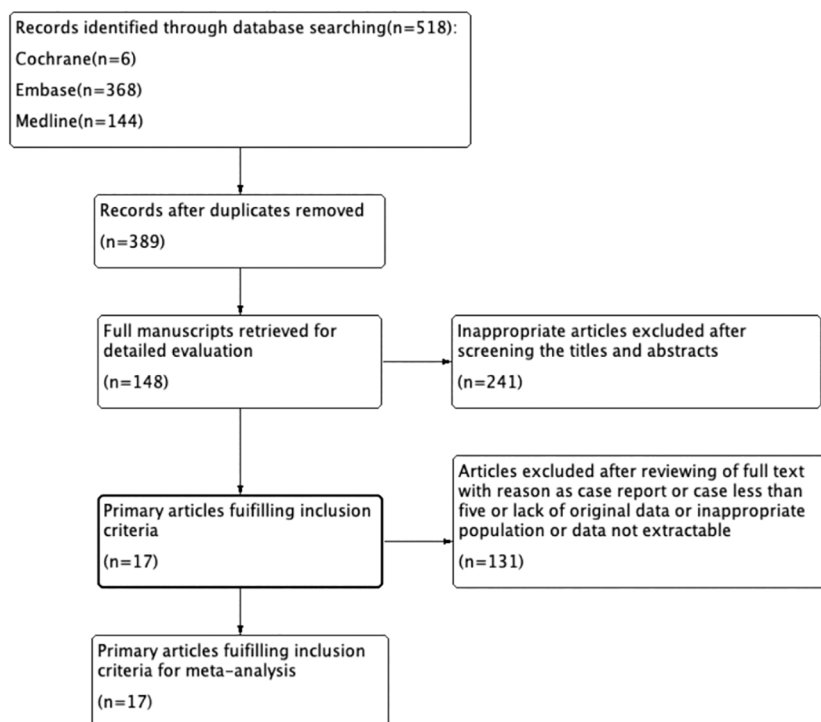 Records identified through database searching(n=518):
Cochrane(n=6)
Embase(n=368)
Medline(n=144)
Records after duplicates removed
(n=389)
Full manuscripts retrieved for
detailed evaluation
(n=148)
Inappropriate articles excluded after
screening the titles and abstracts
(n=241)
Articles excluded after reviewing of full text
with reason as case report or case less than
five or lack of original data or inappropriate
population or data not extractable
(n=131)
Primary articles fuifilling inclusion
criteria
(n=17)
Primary articles fuifilling inclusion
criteria for meta-analysis
(n=17)